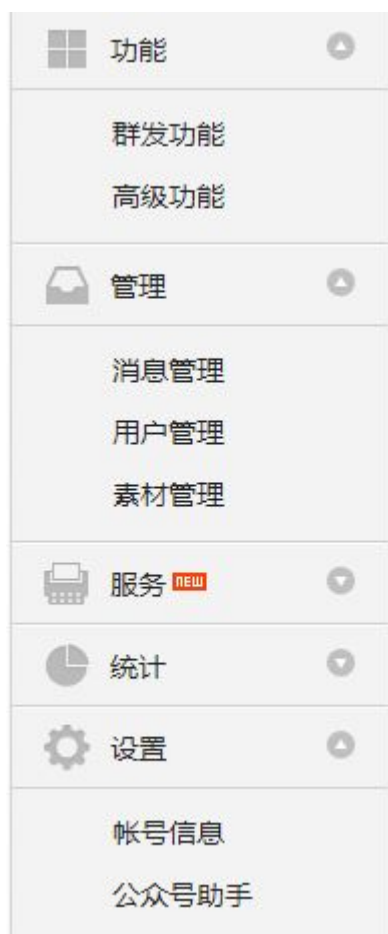 功能
群发功能
高级功能
管理
消息管理
用户管理
素材管理
服务 NEW
统计
设置
帐号信息
公众号助手